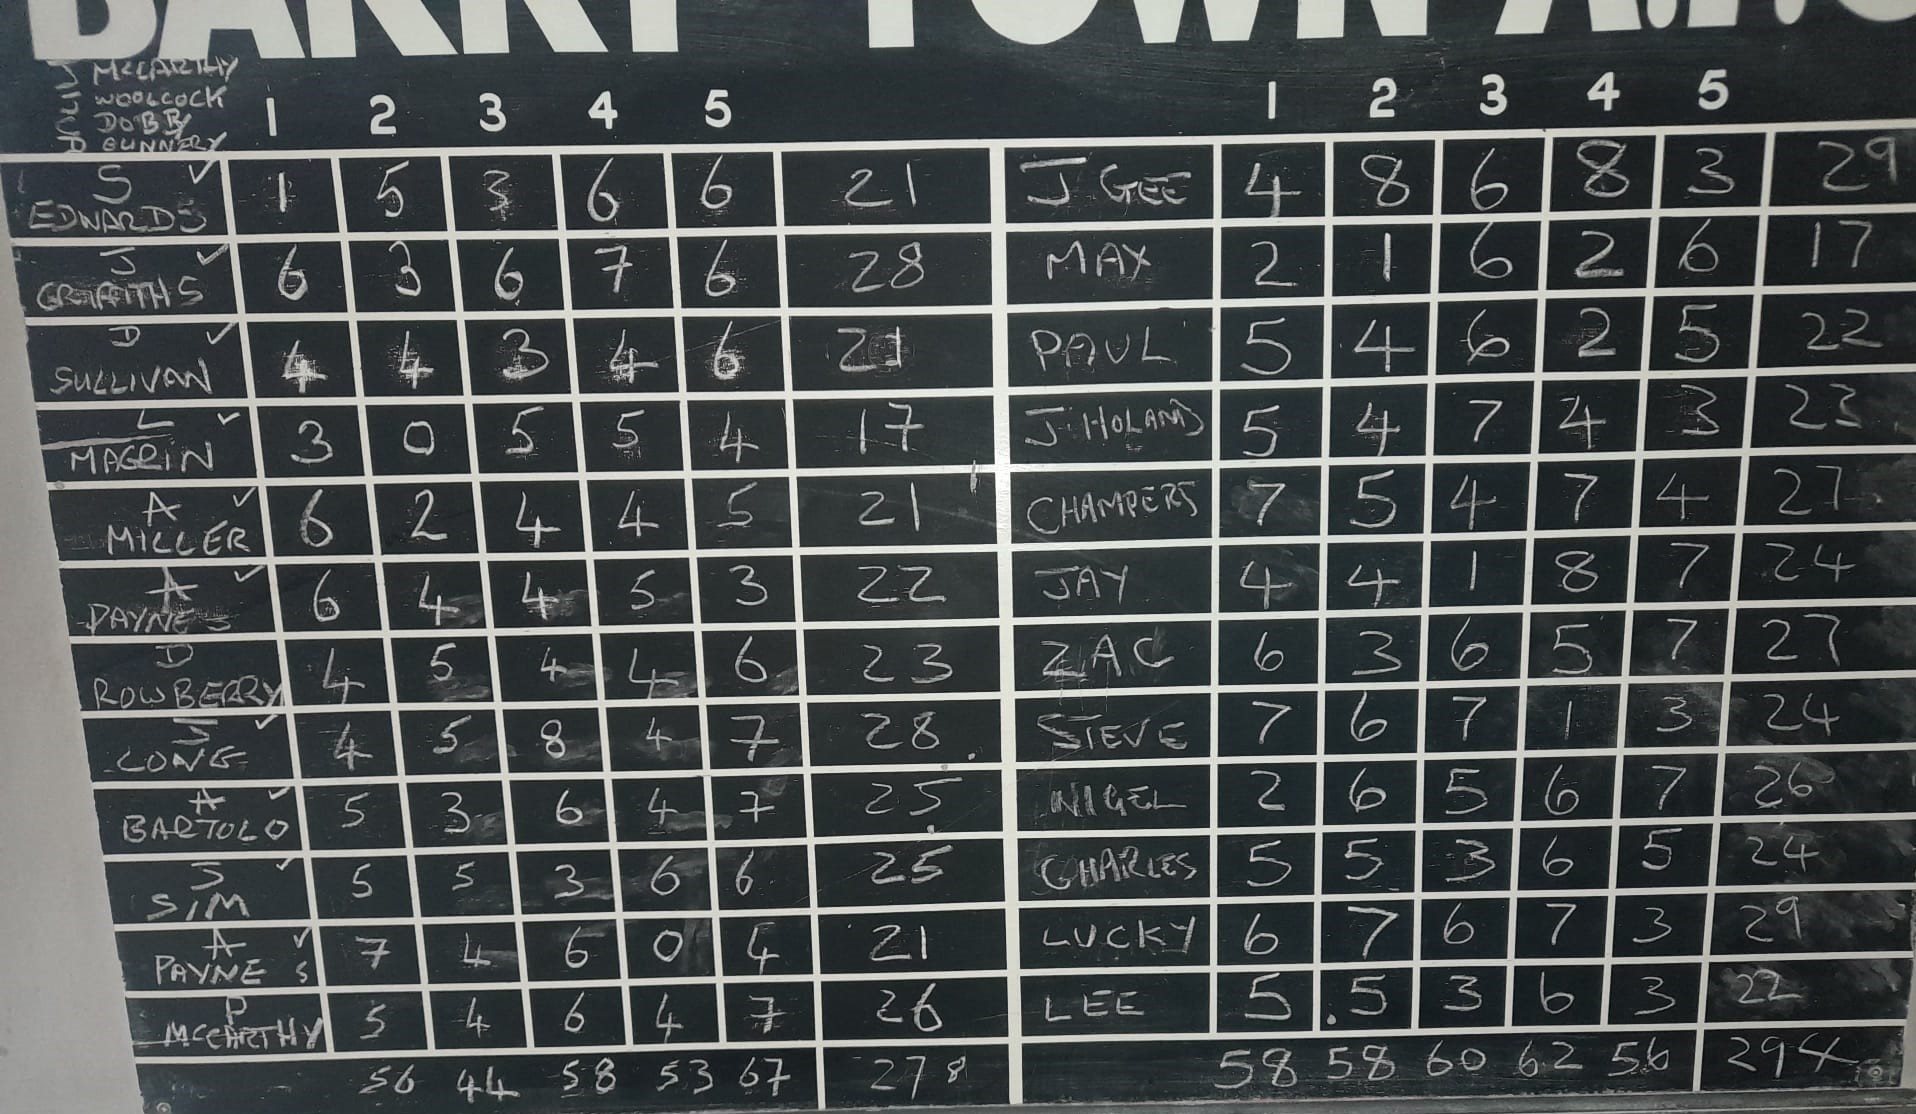 BARRY TOWN A.F.C
J MCCARTHY
WOOLCOCK
DOBBY
D GUNNERY
1 2 3 4 5
1 2 3 4 5
S EDWARDS ✓ 1 5 3 6 6 21
J GEE 4 8 6 8 3 29
J GRIFFITHS ✓ 6 3 6 7 6 28
MAX 2 1 6 2 6 17
D SULLIVAN ✓ 4 4 3 4 6 21
PAUL 5 4 6 2 5 22
L MAGRIN ✓ 3 0 5 5 4 17
J HOLAND 5 4 7 4 3 23
A MILLER ✓ 6 2 4 4 5 21
CHAMPERS 7 5 4 7 4 27
A PAYNE ✓ 6 4 4 5 3 22
JAY 4 4 1 8 7 24
D ROWBERRY 4 5 4 4 6 23
ZAC 6 3 6 5 7 27
J LONG ✓ 4 5 8 4 7 28
STEVE 7 6 7 1 3 24
A BARTOLO ✓ 5 3 6 4 7 25
NIGEL 2 6 5 6 7 26
J SIM ✓ 5 5 3 6 6 25
CHARLES 5 5 3 6 5 24
A PAYNE S ✓ 7 4 6 0 4 21
LUCKY 6 7 6 7 3 29
P MCCARTHY 5 4 6 4 7 26
LEE 5 5 3 6 3 22
56 44 58 53 67 278
58 58 60 62 56 294